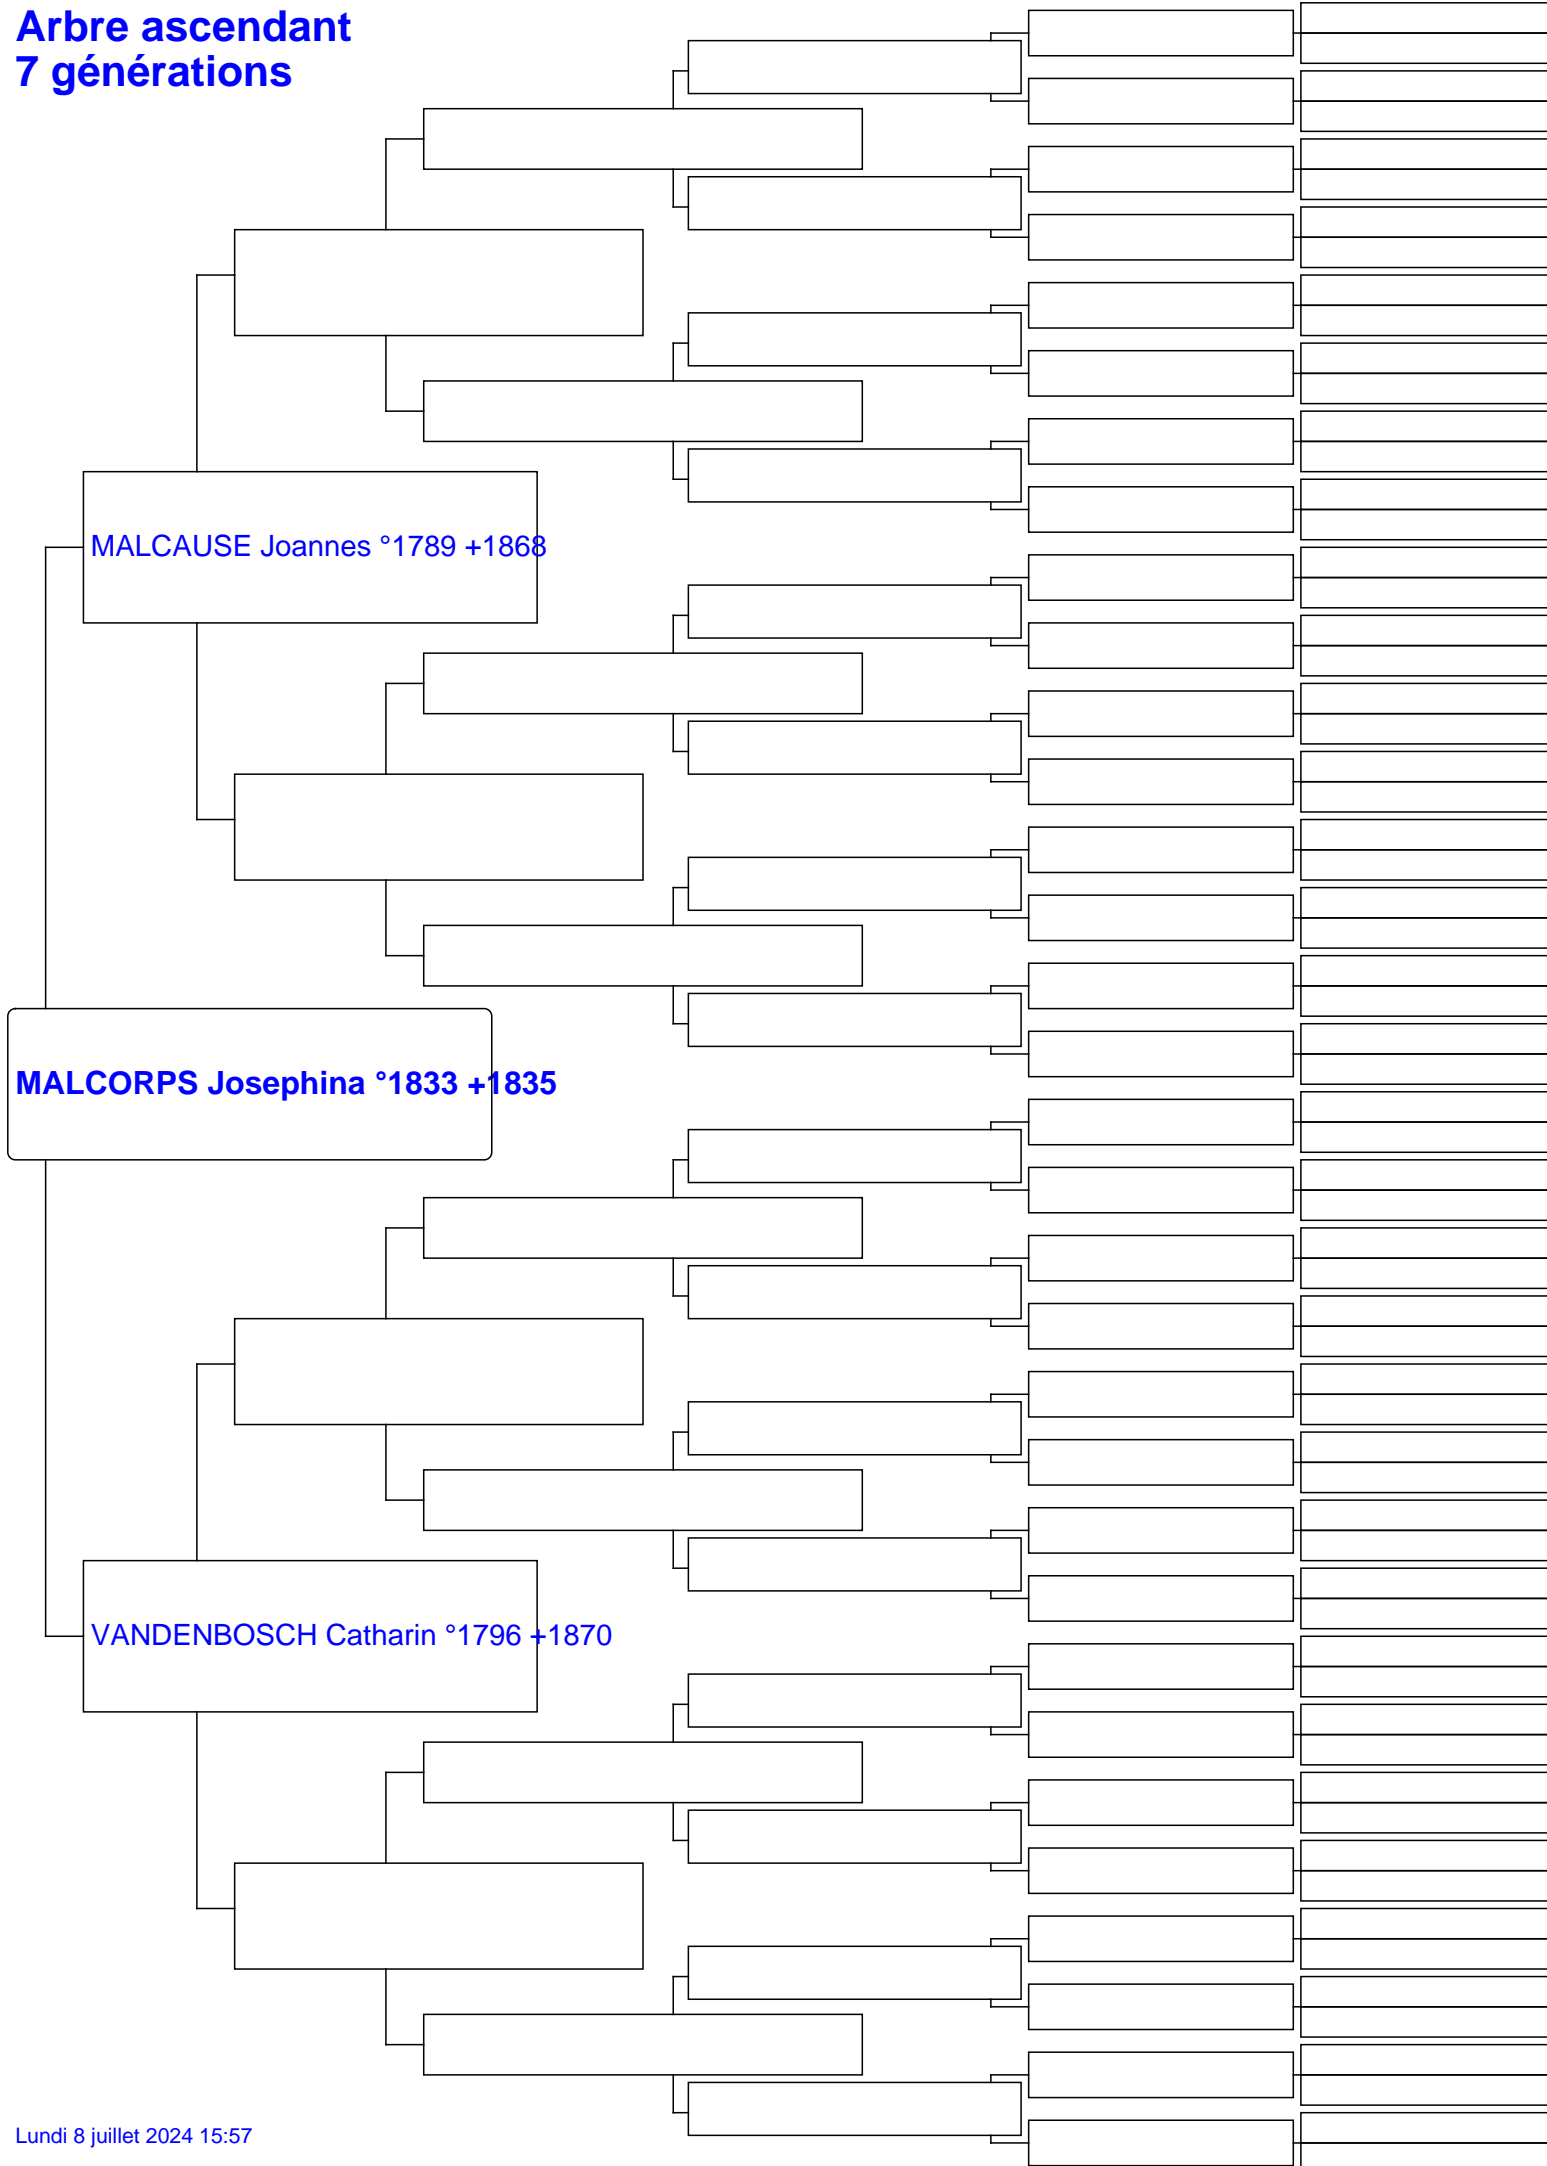 Arbre ascendant
7 générations
MALCAUSE Joannes °1789 +1868
MALCORPS Josephina °1833 +1835
VANDENBOSCH Catharin °1796 +1870
Lundi 8 juillet 2024 15:57